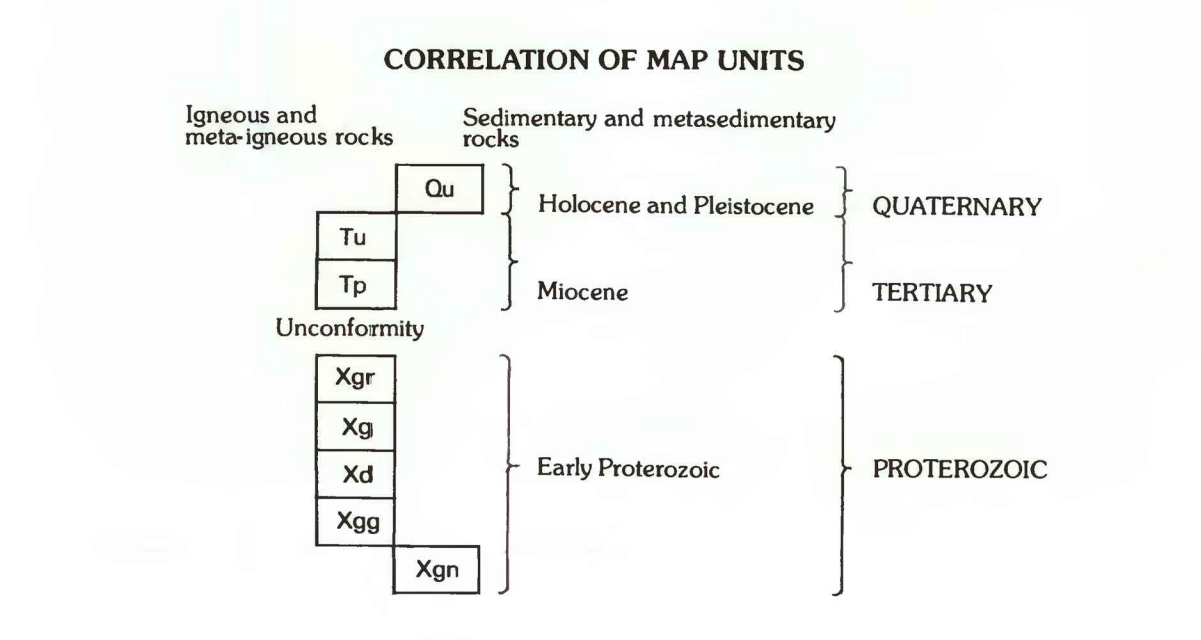 CORRELATION OF MAP UNITS
Igneous and
meta-igneous rocks
Sedimentary and metasedimentary
rocks
Qu
Holocene and Pleistocene
QUATERNARY
Tu
Tp
Miocene
TERTIARY
Unconformity
Xgr
Xg
Xd
Early Proterozoic
PROTEROZOIC
Xgg
Xgn